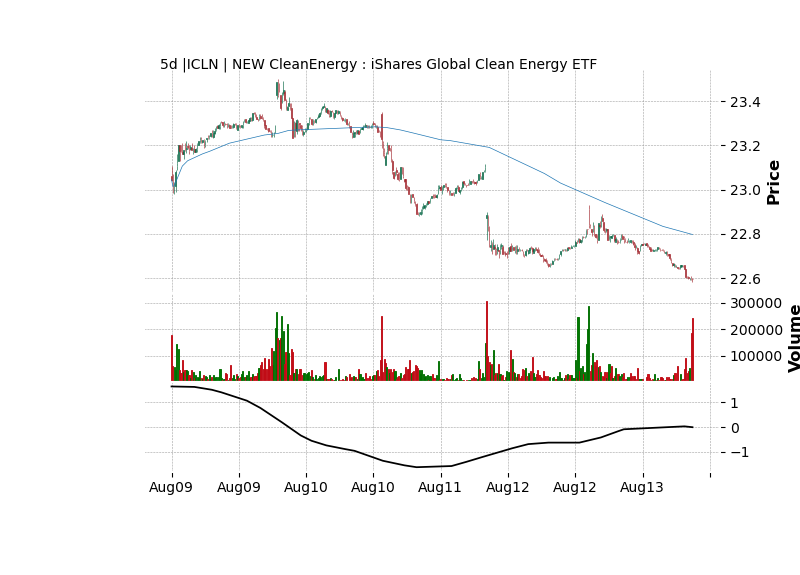 5d |ICLN | NEW CleanEnergy : iShares Global Clean Energy ETF
23.4
23.2
23.0
22.8
22.6
Price
300000
200000
100000
Volume
1
0
−1
Aug09 Aug09 Aug10 Aug10 Aug11 Aug12 Aug12 Aug13